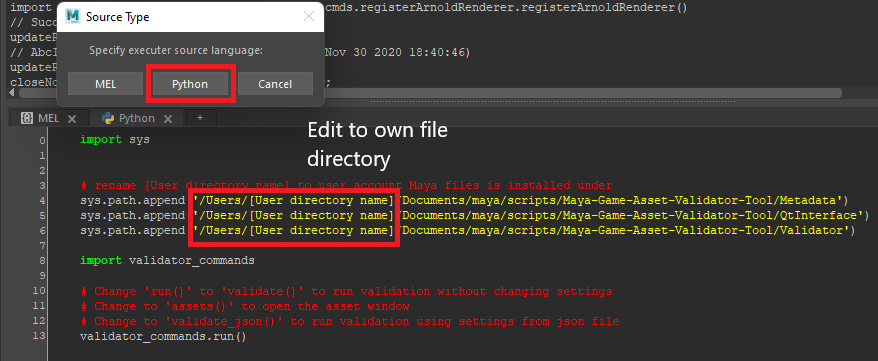 import
cmds.registerArnoldRenderer.registerArnoldRenderer()
// Succ
updateR
// AbcI
Nov 30 2020 18:40:46)
updateR
closeNo
;
Source Type
Specify executer source language:
MEL
Python
Cancel
MEL
Python
+
Edit to own file
directory
0 import sys
1
2
3 # rename [User directory name] to user account Maya files is installed under
4 sys.path.append '/Users/[User directory name] Documents/maya/scripts/Maya-Game-Asset-Validator-Tool/Metadata')
5 sys.path.append '/Users/[User directory name] Documents/maya/scripts/Maya-Game-Asset-Validator-Tool/QtInterface')
6 sys.path.append '/Users/[User directory name] Documents/maya/scripts/Maya-Game-Asset-Validator-Tool/Validator')
7
8 import validator_commands
9
10 # Change 'run()' to 'validate()' to run validation without changing settings
11 # Change to 'assets()' to open the asset window
12 # Change to 'validate_json()' to run validation using settings from json file
13 validator_commands.run()